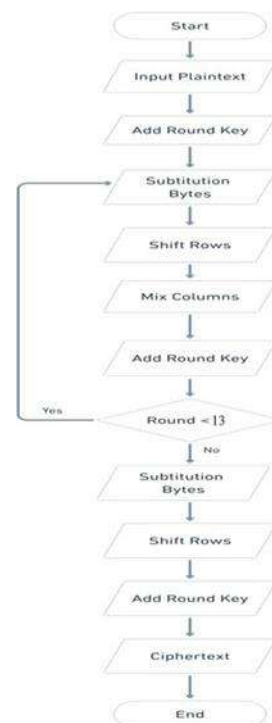 Start
Input Plaintext
Add Round Key
Subtitution
Bytes
Shift Rows
Mix Columns
Add Round Key
Round <13
Yes
No
Subtitution
Bytes
Shift Rows
Add Round Key
Ciphertext
End